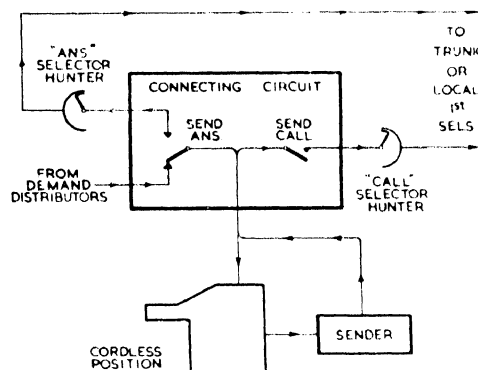 "ANS"
SELECTOR
HUNTER
TO
TRUNK
OR
LOCAL
1st
SELS
CONNECTING CIRCUIT
SEND
ANS
SEND
CALL
FROM
DEMAND
DISTRIBUTORS
"CALL"
SELECTOR
HUNTER
SENDER
CORDLESS
POSITION